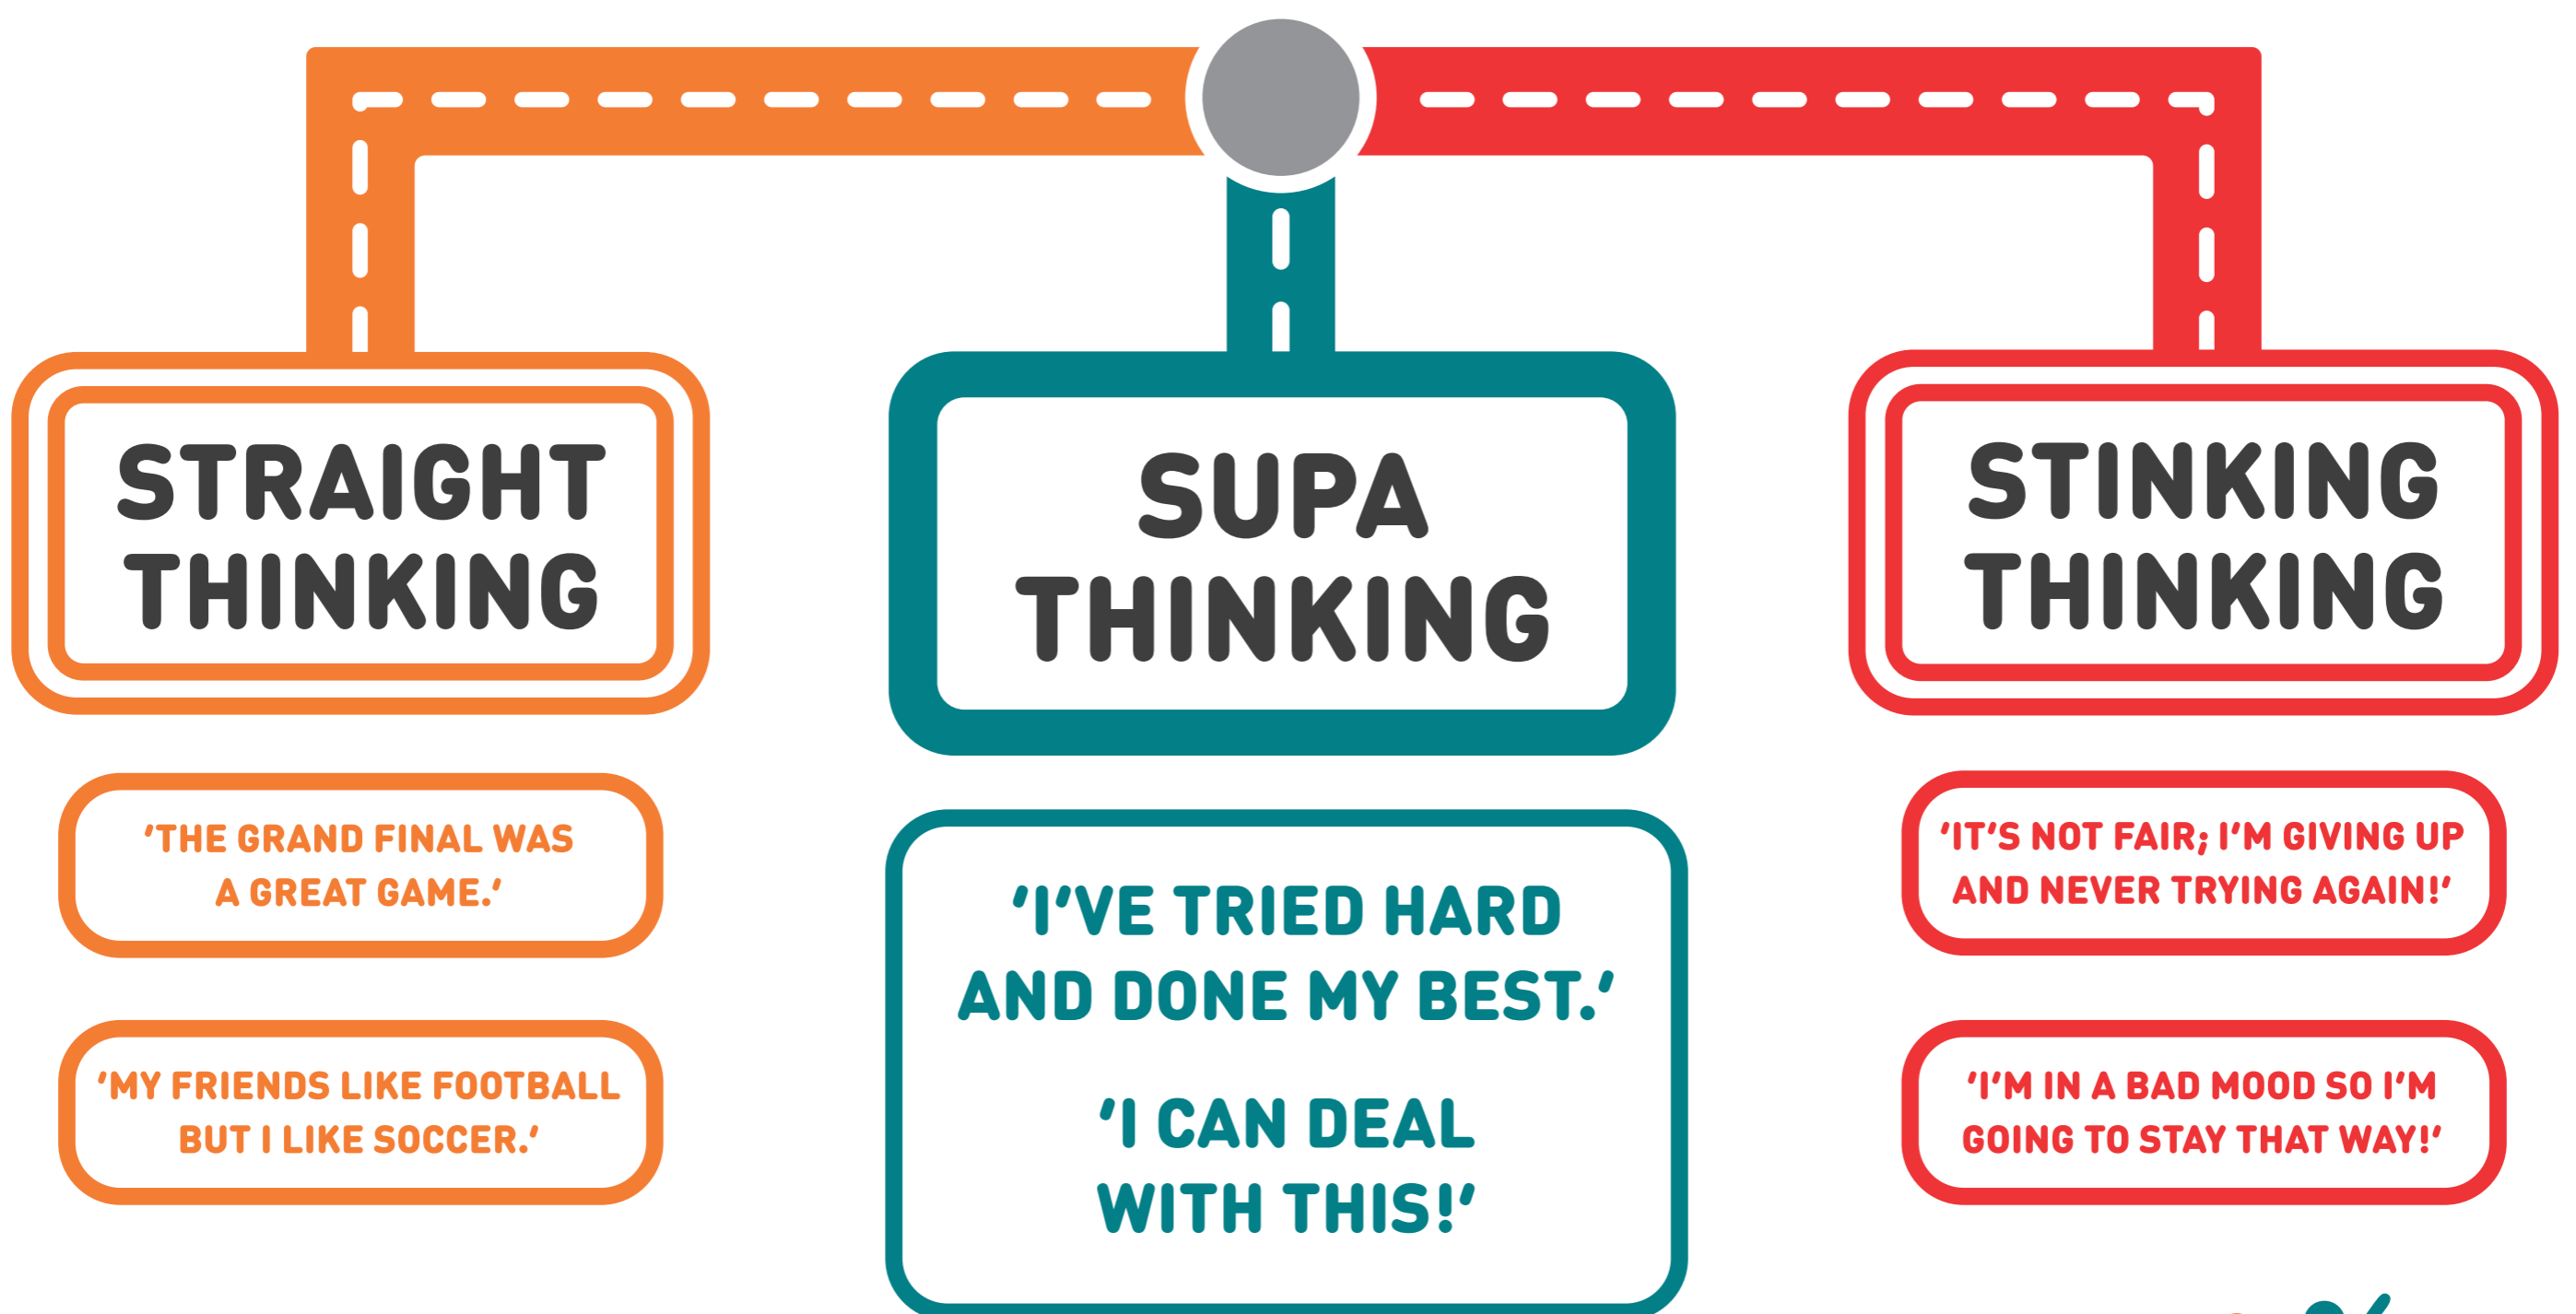 STRAIGHT
THINKING
'THE GRAND FINAL WAS
A GREAT GAME.'
'MY FRIENDS LIKE FOOTBALL
BUT I LIKE SOCCER.'
SUPA
THINKING
'I'VE TRIED HARD
AND DONE MY BEST.'
'I CAN DEAL
WITH THIS!'
STINKING
THINKING
'IT'S NOT FAIR; I'M GIVING UP
AND NEVER TRYING AGAIN!'
'I'M IN A BAD MOOD SO I'M
GOING TO STAY THAT WAY!'